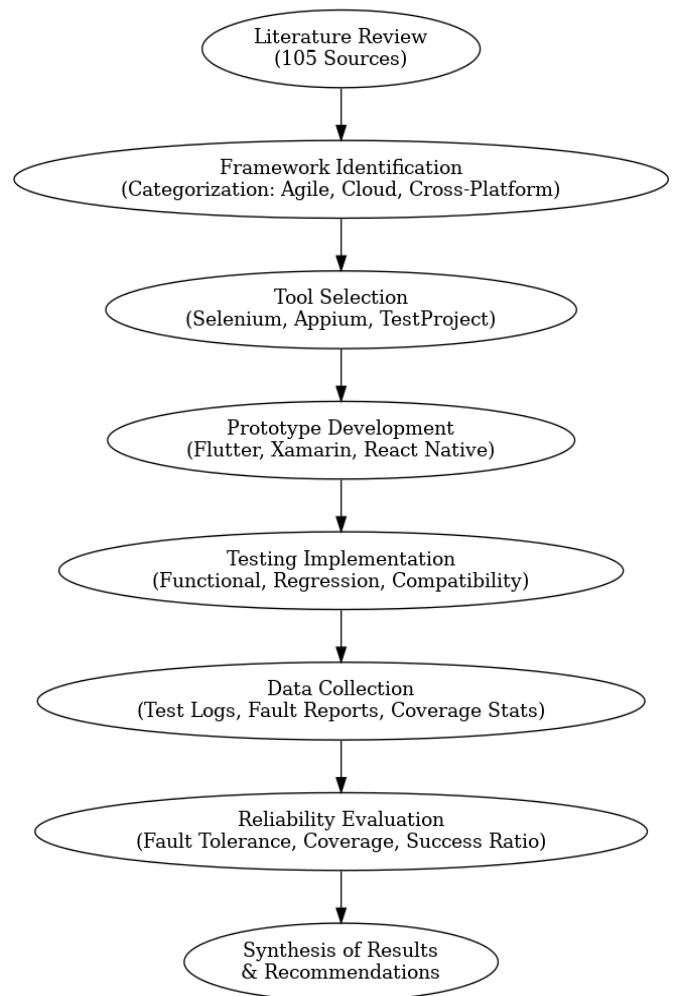 Literature Review
(105 Sources)
Framework Identification
(Categorization: Agile, Cloud, Cross-Platform)
Tool Selection
(Selenium, Appium, TestProject)
Prototype Development
(Flutter, Xamarin, React Native)
Testing Implementation
(Functional, Regression, Compatibility)
Data Collection
(Test Logs, Fault Reports, Coverage Stats)
Reliability Evaluation
(Fault Tolerance, Coverage, Success Ratio)
Synthesis of Results
& Recommendations